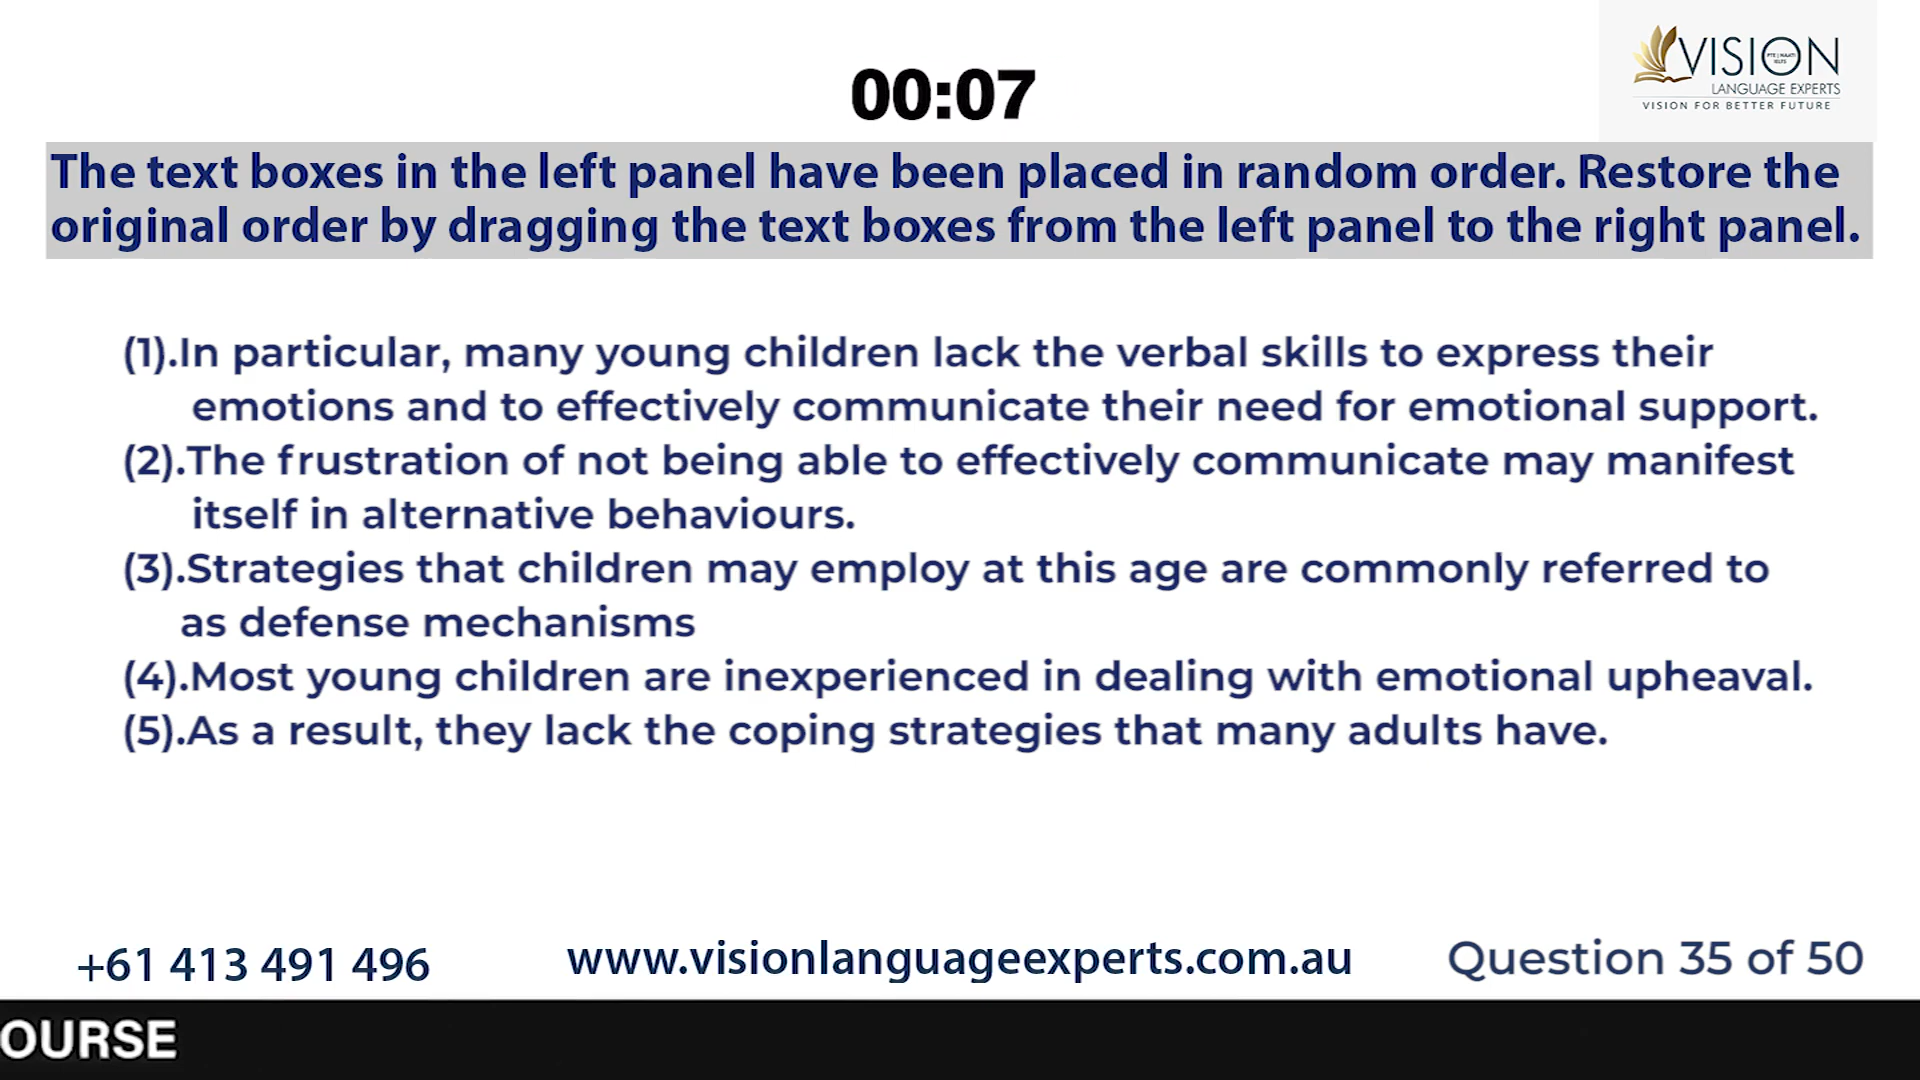 VISION
PTE | NAATI
IELTS
LANGUAGE EXPERTS
VISION FOR BETTER FUTURE
00:07
The text boxes in the left panel have been placed in random order. Restore the
original order by dragging the text boxes from the left panel to the right panel.
(1).In particular, many young children lack the verbal skills to express their
emotions and to effectively communicate their need for emotional support.
(2).The frustration of not being able to effectively communicate may manifest
itself in alternative behaviours.
(3).Strategies that children may employ at this age are commonly referred to
as defense mechanisms
(4).Most young children are inexperienced in dealing with emotional upheaval.
(5).As a result, they lack the coping strategies that many adults have.
+61 413 491 496
www.visionlanguageexperts.com.au
Question 35 of 50
OURSE